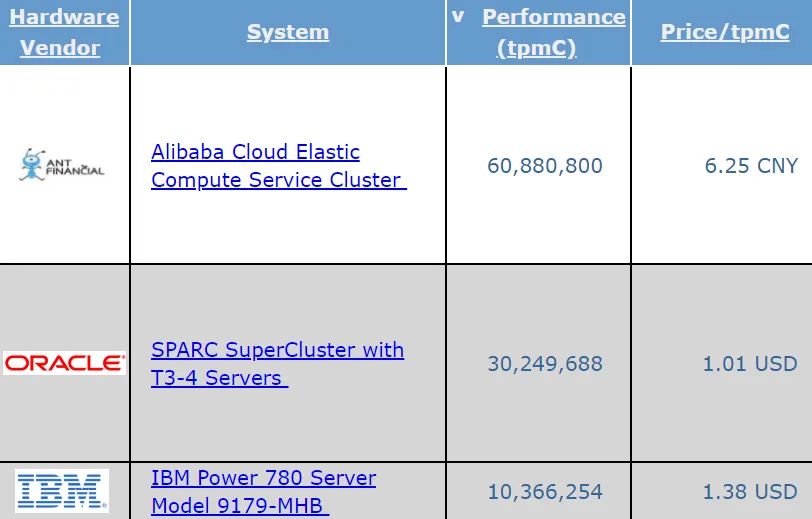 Hardware Vendor
System
v Performance (tpmC)
Price/tpmC
ANT FINANCIAL
Alibaba Cloud Elastic
Compute Service Cluster
60,880,800
6.25 CNY
ORACLE
SPARC SuperCluster with
T3-4 Servers
30,249,688
1.01 USD
IBM
IBM Power 780 Server
Model 9179-MHB
10,366,254
1.38 USD